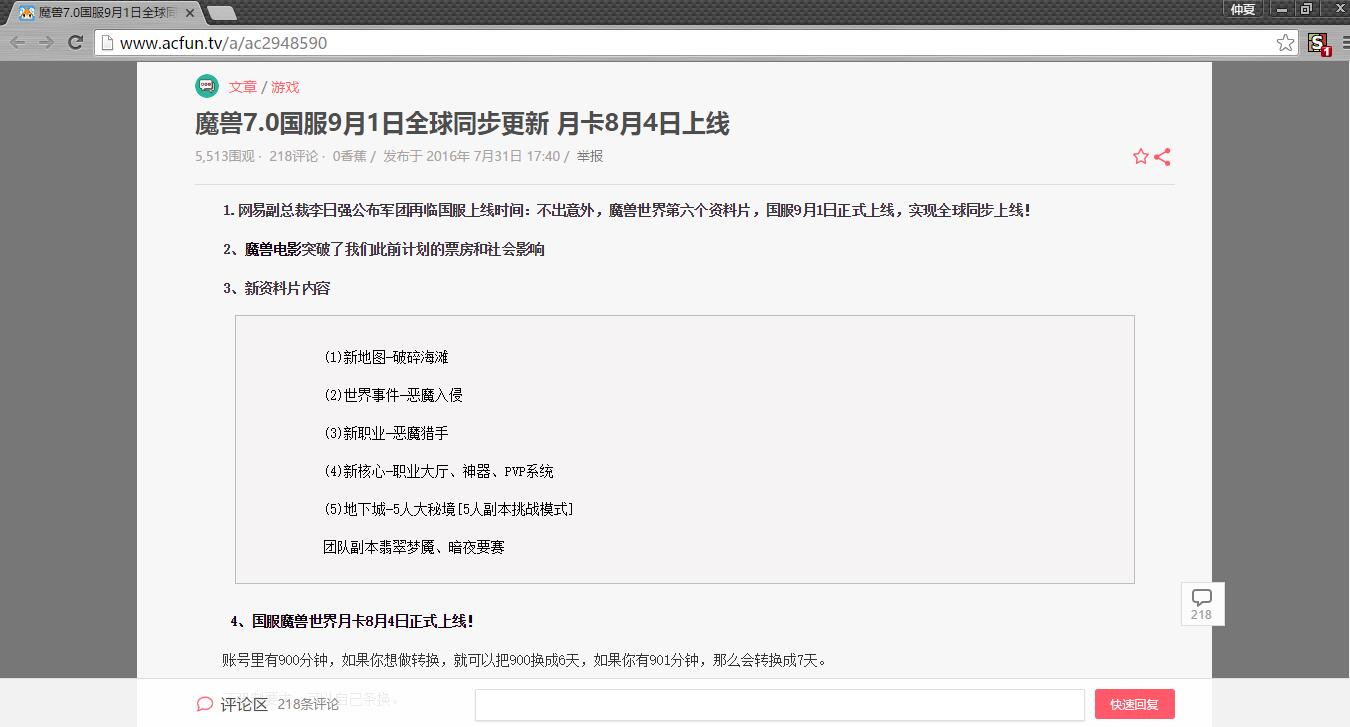 魔兽7.0国服9月1日全球同
仲夏
www.acfun.tv/a/ac2948590
1
文章 / 游戏
魔兽7.0国服9月1日全球同步更新 月卡8月4日上线
5,513围观 · 218评论 · 0香蕉 / 发布于 2016年 7月31日 17:40 / 举报
1. 网易副总裁李日强公布军团再临国服上线时间：不出意外，魔兽世界第六个资料片，国服9月1日正式上线，实现全球同步上线！
2、魔兽电影突破了我们此前计划的票房和社会影响
3、新资料片内容
(1)新地图-破碎海滩
(2)世界事件-恶魔入侵
(3)新职业-恶魔猎手
(4)新核心-职业大厅、神器、PVP系统
(5)地下城-5人大秘境[5人副本挑战模式]
团队副本翡翠梦魇、暗夜要赛
4、国服魔兽世界月卡8月4日正式上线！
218
账号里有900分钟，如果你想做转换，就可以把900换成6天，如果你有901分钟，那么会转换成7天。
评论区 218条评论
快速回复